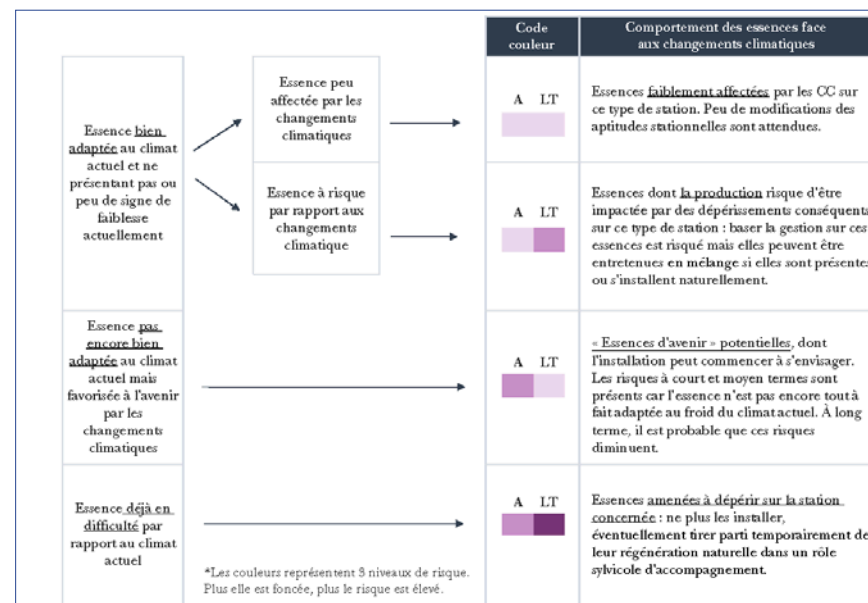 Code
couleur
Comportement des essences face
aux changements climatiques
Essence bien
adaptée au climat
actuel et ne
présentant pas ou
peu de signe de
faiblesse
actuellement
Essence peu
affectée par les
changements
climatiques
A LT
Essences faiblement affectées par les CC sur
ce type de station. Peu de modifications des
aptitudes stationnelles sont attendues.
Essence à risque
par rapport aux
changements
climatique
A LT
Essences dont la production risque d'être
impactée par des dépérissements conséquents
sur ce type de station : baser la gestion sur ces
essences est risqué mais elles peuvent être
entretenues en mélange si elles sont présentes
ou s'installent naturellement.
Essence pas
encore bien
adaptée au climat
actuel mais
favorisée à l'avenir
par les
changements
climatiques
A LT
« Essences d'avenir » potentielles, dont
l'installation peut commencer à s'envisager.
Les risques à court et moyen termes sont
présents car l'essence n'est pas encore tout à
fait adaptée au froid du climat actuel. À long
terme, il est probable que ces risques
diminuent.
Essence déjà en
difficulté par
rapport au climat
actuel
A LT
Essences amenées à dépérir sur la station
concernée : ne plus les installer,
éventuellement tirer parti temporairement de
leur régénération naturelle dans un rôle
sylvicole d'accompagnement.
*Les couleurs représentent 3 niveaux de risque.
Plus elle est foncée, plus le risque est élevé.